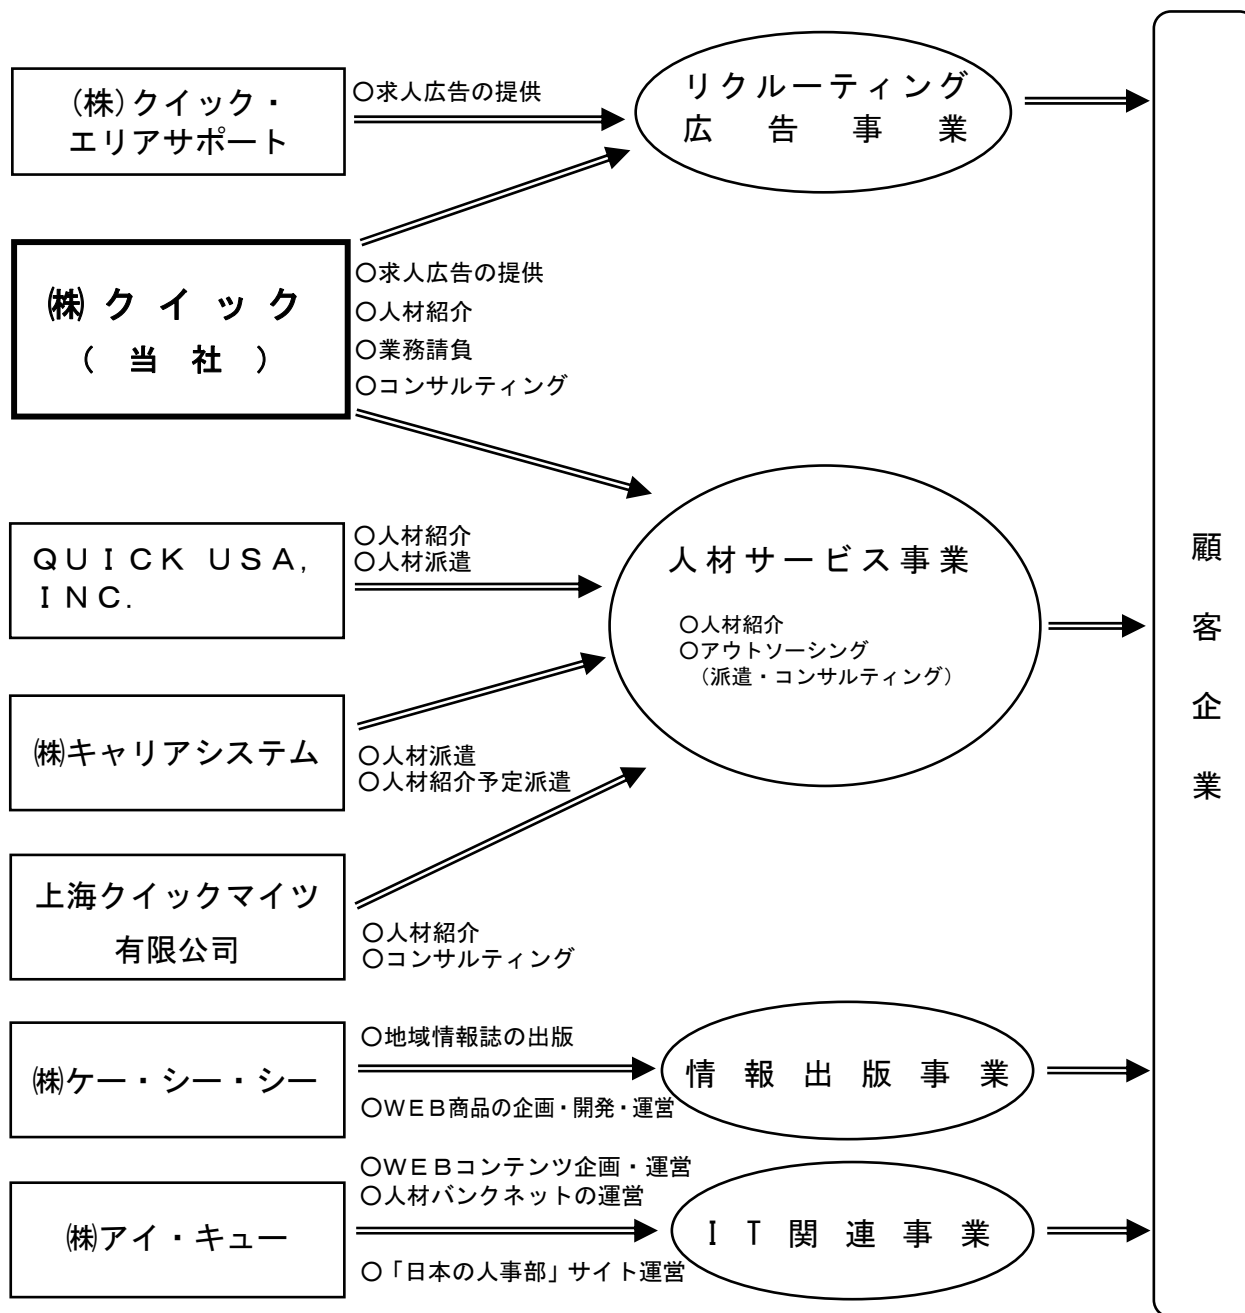 (株)クイック・
エリアサポート
○求人広告の提供
リクルーティング
広告事業
㈱クイック
（当社）
○求人広告の提供
○人材紹介
○業務請負
○コンサルティング
ＱＵＩＣＫ ＵＳＡ,
ＩＮＣ.
○人材紹介
○人材派遣
人材サービス事業
○人材紹介
○アウトソーシング
（派遣・コンサルティング）
㈱キャリアシステム
○人材派遣
○人材紹介予定派遣
上海クイックマイツ
有限公司
○人材紹介
○コンサルティング
㈱ケー・シー・シー
○地域情報誌の出版
○ＷＥＢ商品の企画・開発・運営
情報出版事業
㈱アイ・キュー
○ＷＥＢコンテンツ企画・運営
○人材バンクネットの運営
○「日本の人事部」サイト運営
ＩＴ関連事業
顧客企業